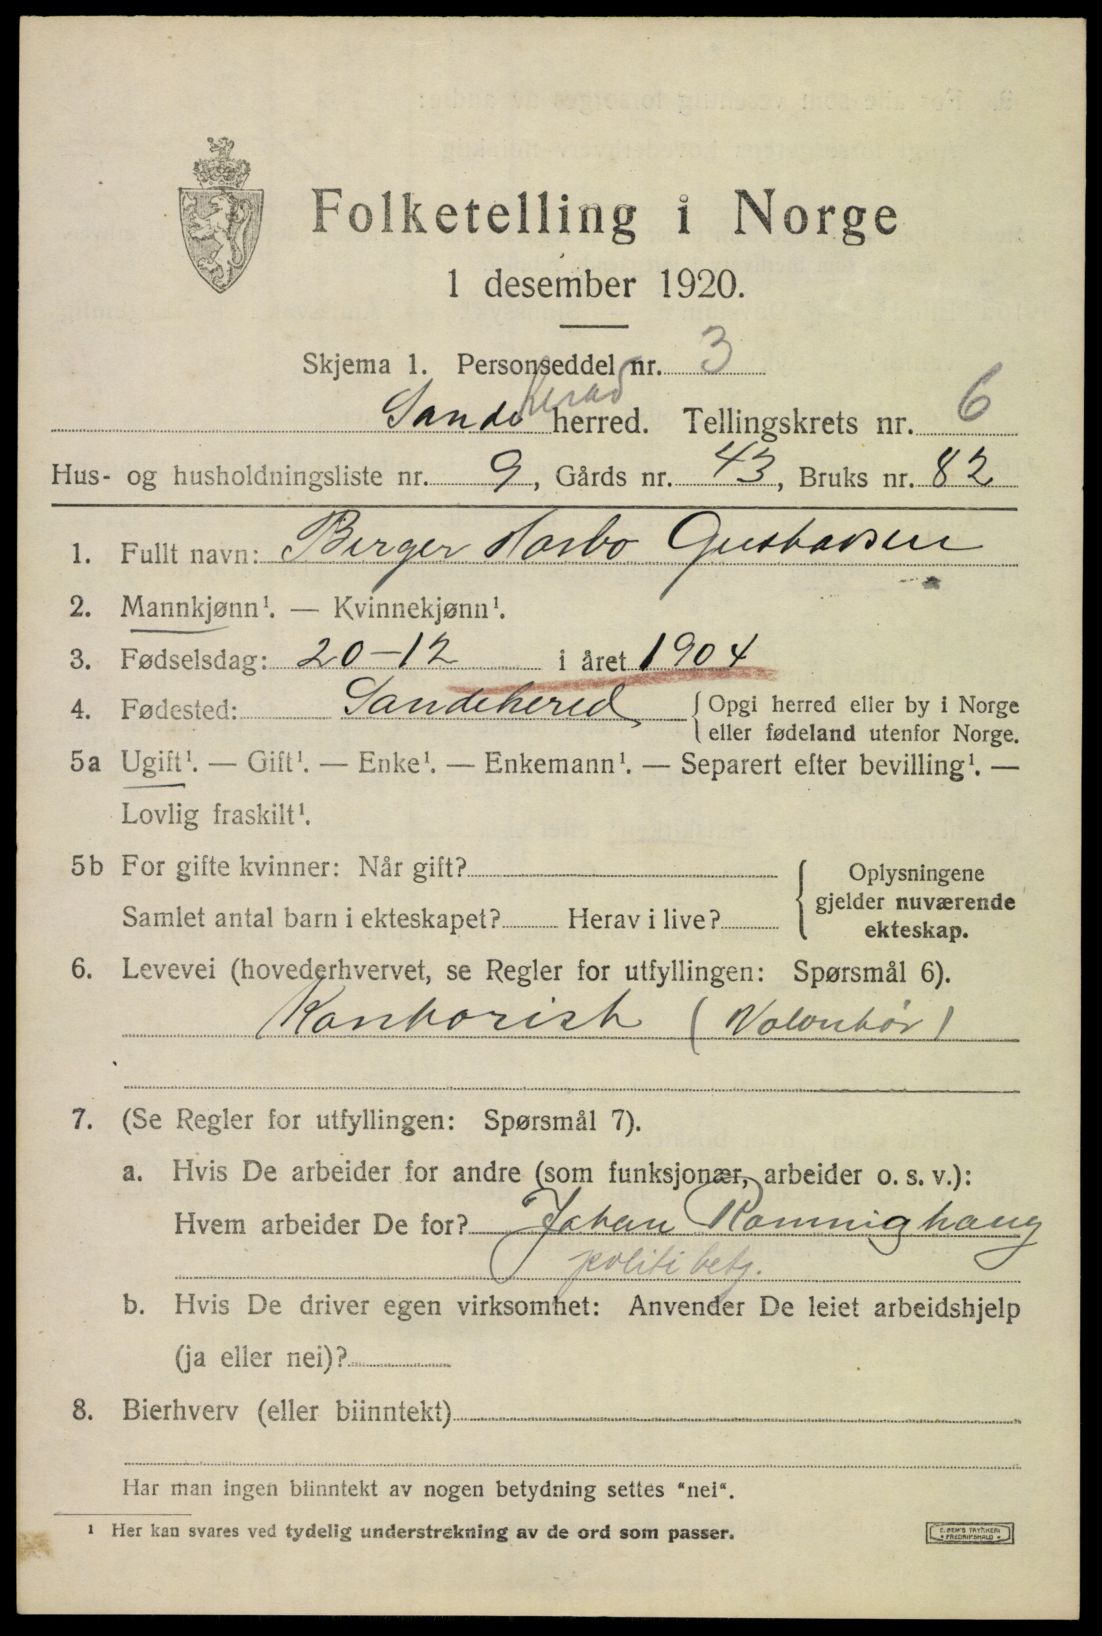 Folketelling i Norge
1 desember 1920.
Skjema 1. Personseddel nr. 3
herad
Sande herred. Tellingskrets nr. 6
Hus- og husholdningsliste nr. 9, Gårds nr. 43, Bruks nr. 82
1. Fullt navn: Birger Narbo Gustavsen
2. Mannkjønn¹. — Kvinnekjønn¹.
3. Fødselsdag: 20-12 i året 1904
4. Fødested: Sandeherred { Opgi herred eller by i Norge
eller fødeland utenfor Norge.
5a Ugift¹. — Gift¹. — Enke¹. — Enkemann¹. — Separert efter bevilling¹. —
Lovlig fraskilt¹.
5b For gifte kvinner: Når gift?
Samlet antal barn i ekteskapet? Herav i live?
{ Oplysningene
gjelder nuværende
ekteskap.
6. Levevei (hovederhvervet, se Regler for utfyllingen: Spørsmål 6).
Kontorist (Volontør)
7. (Se Regler for utfyllingen: Spørsmål 7).
a. Hvis De arbeider for andre (som funksjonær, arbeider o. s. v.):
Hvem arbeider De for? Johan Romnighaug
politibetj.
b. Hvis De driver egen virksomhet: Anvender De leiet arbeidshjelp
(ja eller nei)?
8. Bierhverv (eller biinntekt)
Har man ingen biinntekt av nogen betydning settes "nei".
¹ Her kan svares ved tydelig understrekning av de ord som passer.